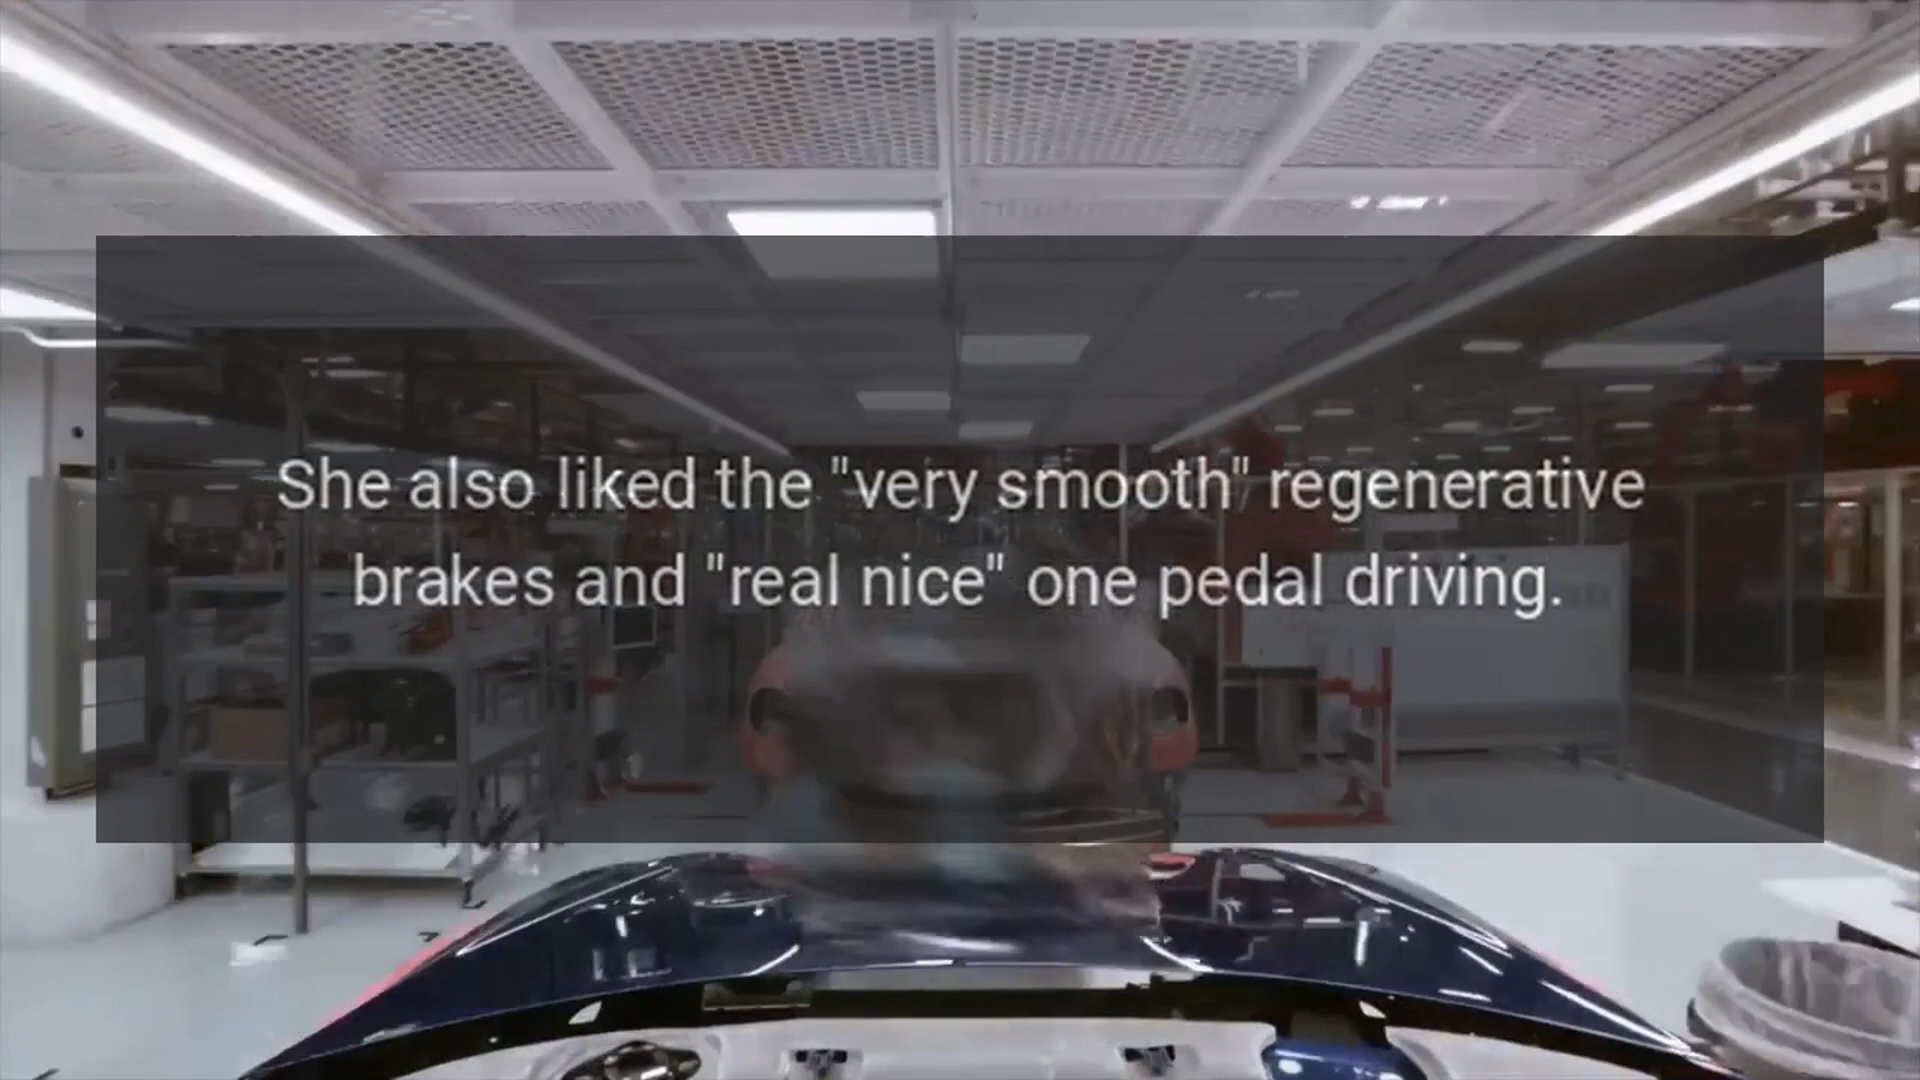 She also liked the "very smooth" regenerative
brakes and "real nice" one pedal driving.